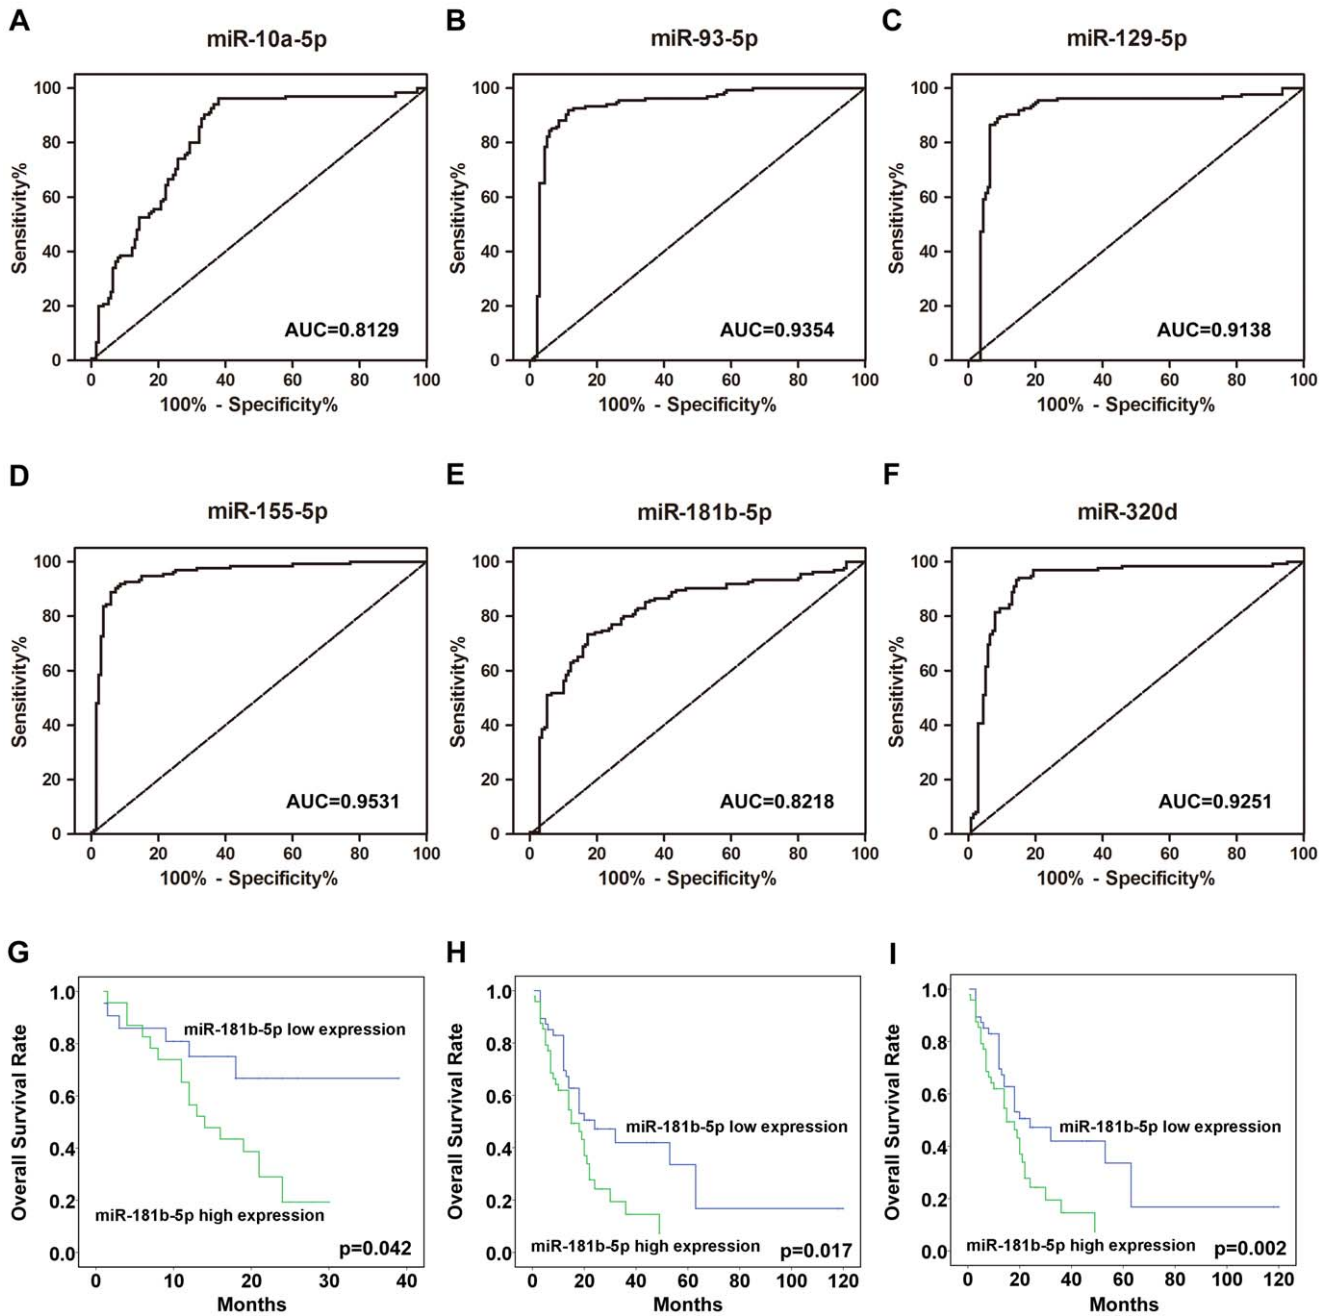 A
miR-10a-5p
100
80
60
40
20
0
Sensitivity%
AUC=0.8129
0 20 40 60 80 100
100% - Specificity%
B
miR-93-5p
100
80
60
40
20
0
Sensitivity%
AUC=0.9354
0 20 40 60 80 100
100% - Specificity%
C
miR-129-5p
100
80
60
40
20
0
Sensitivity%
AUC=0.9138
0 20 40 60 80 100
100% - Specificity%
D
miR-155-5p
100
80
60
40
20
0
Sensitivity%
AUC=0.9531
0 20 40 60 80 100
100% - Specificity%
E
miR-181b-5p
100
80
60
40
20
0
Sensitivity%
AUC=0.8218
0 20 40 60 80 100
100% - Specificity%
F
miR-320d
100
80
60
40
20
0
Sensitivity%
AUC=0.9251
0 20 40 60 80 100
100% - Specificity%
G
1.0
0.8
0.6
0.4
0.2
0.0
Overall Survival Rate
miR-181b-5p low expression
miR-181b-5p high expression
p=0.042
0 10 20 30 40
Months
H
1.0
0.8
0.6
0.4
0.2
0.0
Overall Survival Rate
miR-181b-5p low expression
miR-181b-5p high expression
p=0.017
0 20 40 60 80 100 120
Months
I
1.0
0.8
0.6
0.4
0.2
0.0
Overall Survival Rate
miR-181b-5p low expression
miR-181b-5p high expression
p=0.002
0 20 40 60 80 100 120
Months